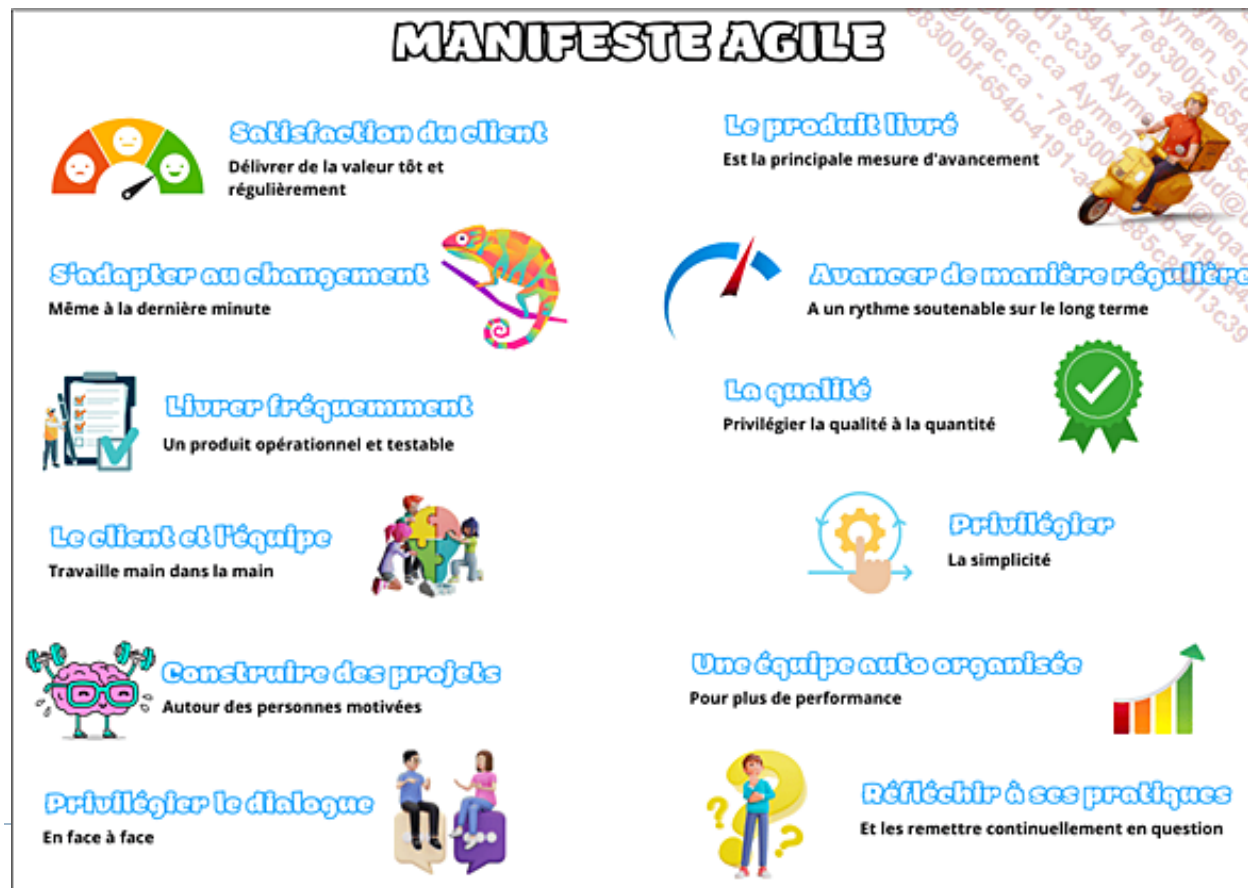 MANIFESTE AGILE
Satisfaction du client
Délivrer de la valeur tôt et
régulièrement
S'adapter au changement
Même à la dernière minute
Livrer fréquemment
Un produit opérationnel et testable
Le client et l'équipe
Travaille main dans la main
Construire des projets
Autour des personnes motivées
Privilégier le dialogue
En face à face
Le produit livré
Est la principale mesure d'avancement
Avancer de manière régulière
A un rythme soutenable sur le long terme
La qualité
Privilégier la qualité à la quantité
Privilégier
La simplicité
Une équipe auto organisée
Pour plus de performance
Réfléchir à ses pratiques
Et les remettre continuellement en question